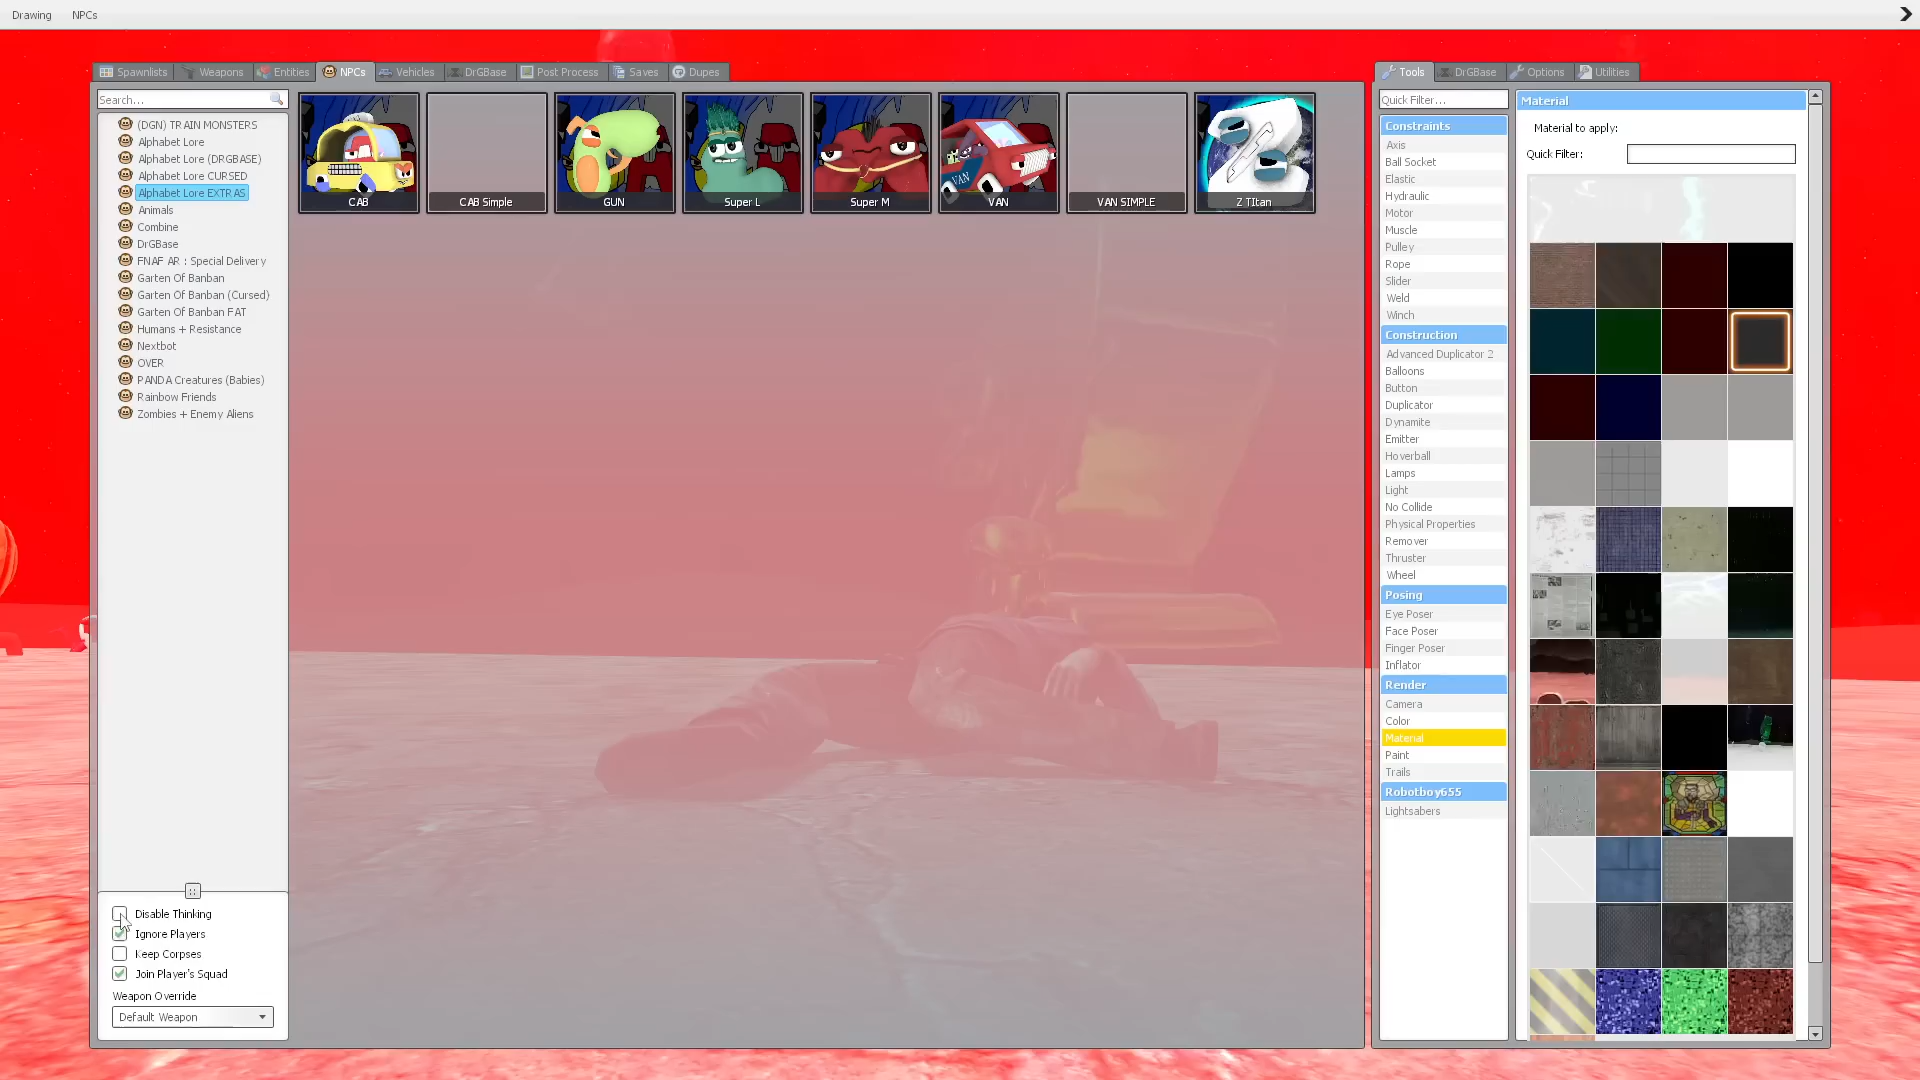 Drawing NPCs
Spawnlists Weapons Entities NPCs Vehicles DrGBase Post Process Saves Dupes
Tools DrGBase Options Utilities
Search...
(DGN) TRAIN MONSTERS
Alphabet Lore
Alphabet Lore (DRGBASE)
Alphabet Lore CURSED
Alphabet Lore EXTRAS
Animals
Combine
DrGBase
FNAF AR : Special Delivery
Garten Of Banban
Garten Of Banban (Cursed)
Garten Of Banban FAT
Humans + Resistance
Nextbot
OVER
PANDA Creatures (Babies)
Rainbow Friends
Zombies + Enemy Aliens
Disable Thinking
Ignore Players
Keep Corpses
Join Player's Squad
Weapon Override
Default Weapon
CAB
CAB Simple
GUN
Super L
Super M
VAN
VAN
VAN SIMPLE
Z TItan
Quick Filter...
Constraints
Axis
Ball Socket
Elastic
Hydraulic
Motor
Muscle
Pulley
Rope
Slider
Weld
Winch
Construction
Advanced Duplicator 2
Balloons
Button
Duplicator
Dynamite
Emitter
Hoverball
Lamps
Light
No Collide
Physical Properties
Remover
Thruster
Wheel
Posing
Eye Poser
Face Poser
Finger Poser
Inflator
Render
Camera
Color
Material
Paint
Trails
Robotboy655
Lightsabers
Material
Material to apply:
Quick Filter: